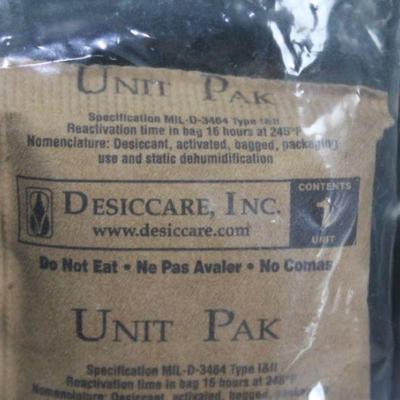 UNIT PAK
Specification MIL-D-3464 Type I&II
Reactivation time in bag 16 hours at 245°F
Nomenclature: Desiccant, activated, bagged, packaging
use and static dehumidification
DESICCARE, INC.
www.desiccare.com
CONTENTS
1
UNIT
Do Not Eat • Ne Pas Avaler • No Comas
UNIT PAK
Specification MIL-D-3464 Type I&II
Reactivation time in bag 16 hours at 245°F
Nomenclature: Desiccant, activated, bagged, packaging